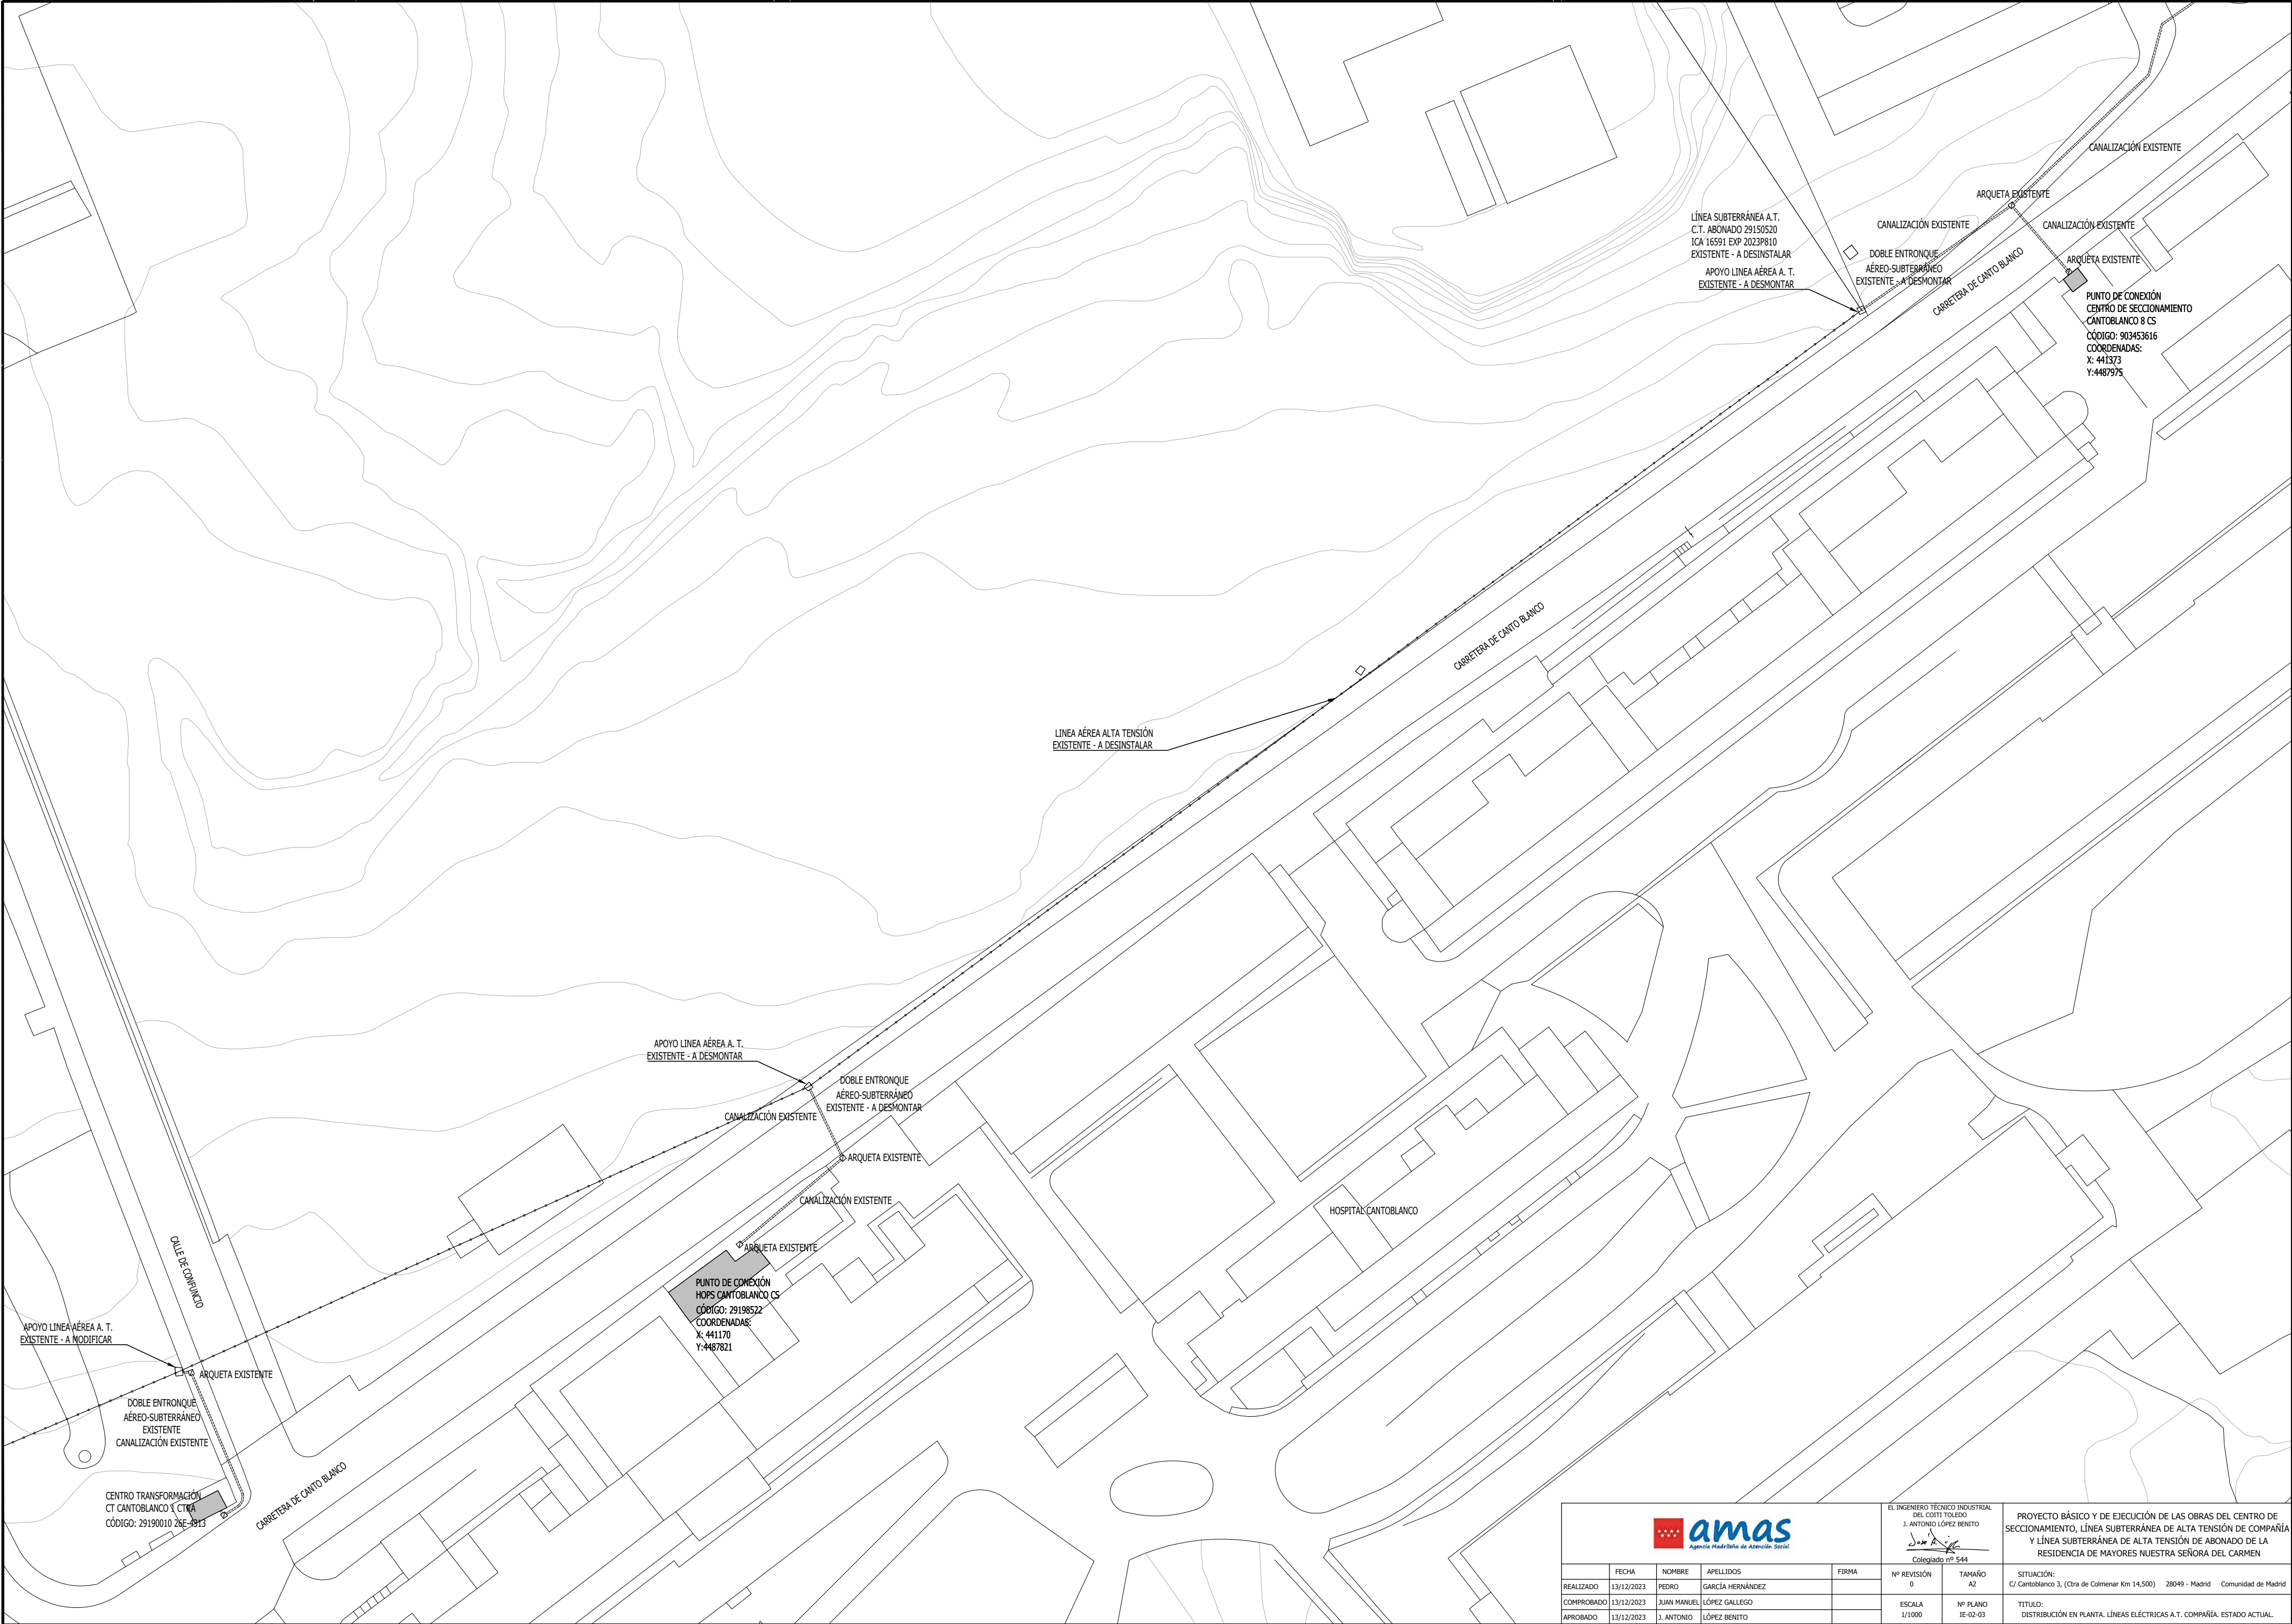 CANALIZACIÓN EXISTENTE
ARQUETA EXISTENTE
LÍNEA SUBTERRÁNEA A.T.
C.T. ABONADO 29150520
ICA 16591 EXP 2023P810
EXISTENTE - A DESINSTALAR
APOYO LINEA AÉREA A. T.
EXISTENTE - A DESMONTAR
CANALIZACIÓN EXISTENTE
DOBLE ENTRONQUE
AÉREO-SUBTERRÁNEO
EXISTENTE - A DESMONTAR
CANALIZACIÓN EXISTENTE
ARQUETA EXISTENTE
CARRETERA DE CANTO BLANCO
PUNTO DE CONEXIÓN
CENTRO DE SECCIONAMIENTO
CANTOBLANCO 8 CS
CÓDIGO: 903453616
COORDENADAS:
X: 441373
Y:4487975
CARRETERA DE CANTO BLANCO
LINEA AÉREA ALTA TENSIÓN
EXISTENTE - A DESINSTALAR
APOYO LINEA AÉREA A. T.
EXISTENTE - A DESMONTAR
DOBLE ENTRONQUE
AÉREO-SUBTERRÁNEO
EXISTENTE - A DESMONTAR
CANALIZACIÓN EXISTENTE
ARQUETA EXISTENTE
CANALIZACIÓN EXISTENTE
HOSPITAL CANTOBLANCO
ARQUETA EXISTENTE
PUNTO DE CONEXIÓN
HOPS CANTOBLANCO CS
CÓDIGO: 29198522
COORDENADAS:
X: 441170
Y:4487821
CALLE DE CONFUNCIO
APOYO LINEA AÉREA A. T.
EXISTENTE - A MODIFICAR
ARQUETA EXISTENTE
DOBLE ENTRONQUE
AÉREO-SUBTERRÁNEO
EXISTENTE
CANALIZACIÓN EXISTENTE
CENTRO TRANSFORMACIÓN
CT CANTOBLANCO 1 CTRA
CÓDIGO: 29190010 26E-4913
CARRETERA DE CANTO BLANCO
amas
Agencia Madrileña de Atención Social
EL INGENIERO TÉCNICO INDUSTRIAL
DEL COITI TOLEDO
J. ANTONIO LÓPEZ BENITO
Colegiado nº 544
PROYECTO BÁSICO Y DE EJECUCIÓN DE LAS OBRAS DEL CENTRO DE
SECCIONAMIENTO, LÍNEA SUBTERRÁNEA DE ALTA TENSIÓN DE COMPAÑÍA
Y LÍNEA SUBTERRÁNEA DE ALTA TENSIÓN DE ABONADO DE LA
RESIDENCIA DE MAYORES NUESTRA SEÑORA DEL CARMEN
FECHA NOMBRE APELLIDOS FIRMA
REALIZADO 13/12/2023 PEDRO GARCÍA HERNÁNDEZ
COMPROBADO 13/12/2023 JUAN MANUEL LÓPEZ GALLEGO
APROBADO 13/12/2023 J. ANTONIO LÓPEZ BENITO
Nº REVISIÓN
0
TAMAÑO
A2
ESCALA
1/1000
Nº PLANO
IE-02-03
SITUACIÓN:
C/ Cantoblanco 3, (Ctra de Colmenar Km 14,500) 28049 - Madrid Comunidad de Madrid
TITULO:
DISTRIBUCIÓN EN PLANTA. LÍNEAS ELÉCTRICAS A.T. COMPAÑÍA. ESTADO ACTUAL.